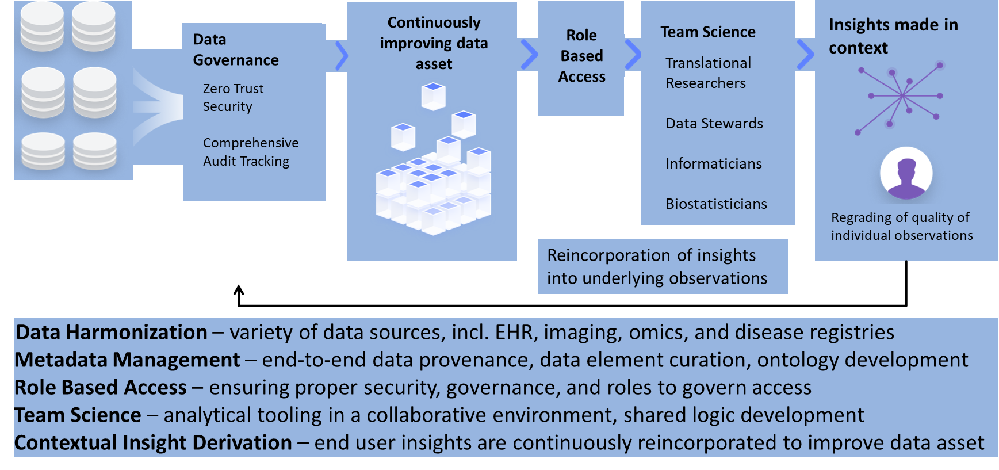 Data
Governance
Zero Trust
Security
Comprehensive
Audit Tracking
Continuously
improving data
asset
Role
Based
Access
Team Science
Translational
Researchers
Data Stewards
Informaticians
Biostatisticians
Insights made in
context
Regrading of quality of
individual observations
Reincorporation of insights
into underlying observations
Data Harmonization – variety of data sources, incl. EHR, imaging, omics, and disease registries
Metadata Management – end-to-end data provenance, data element curation, ontology development
Role Based Access – ensuring proper security, governance, and roles to govern access
Team Science – analytical tooling in a collaborative environment, shared logic development
Contextual Insight Derivation – end user insights are continuously reincorporated to improve data asset